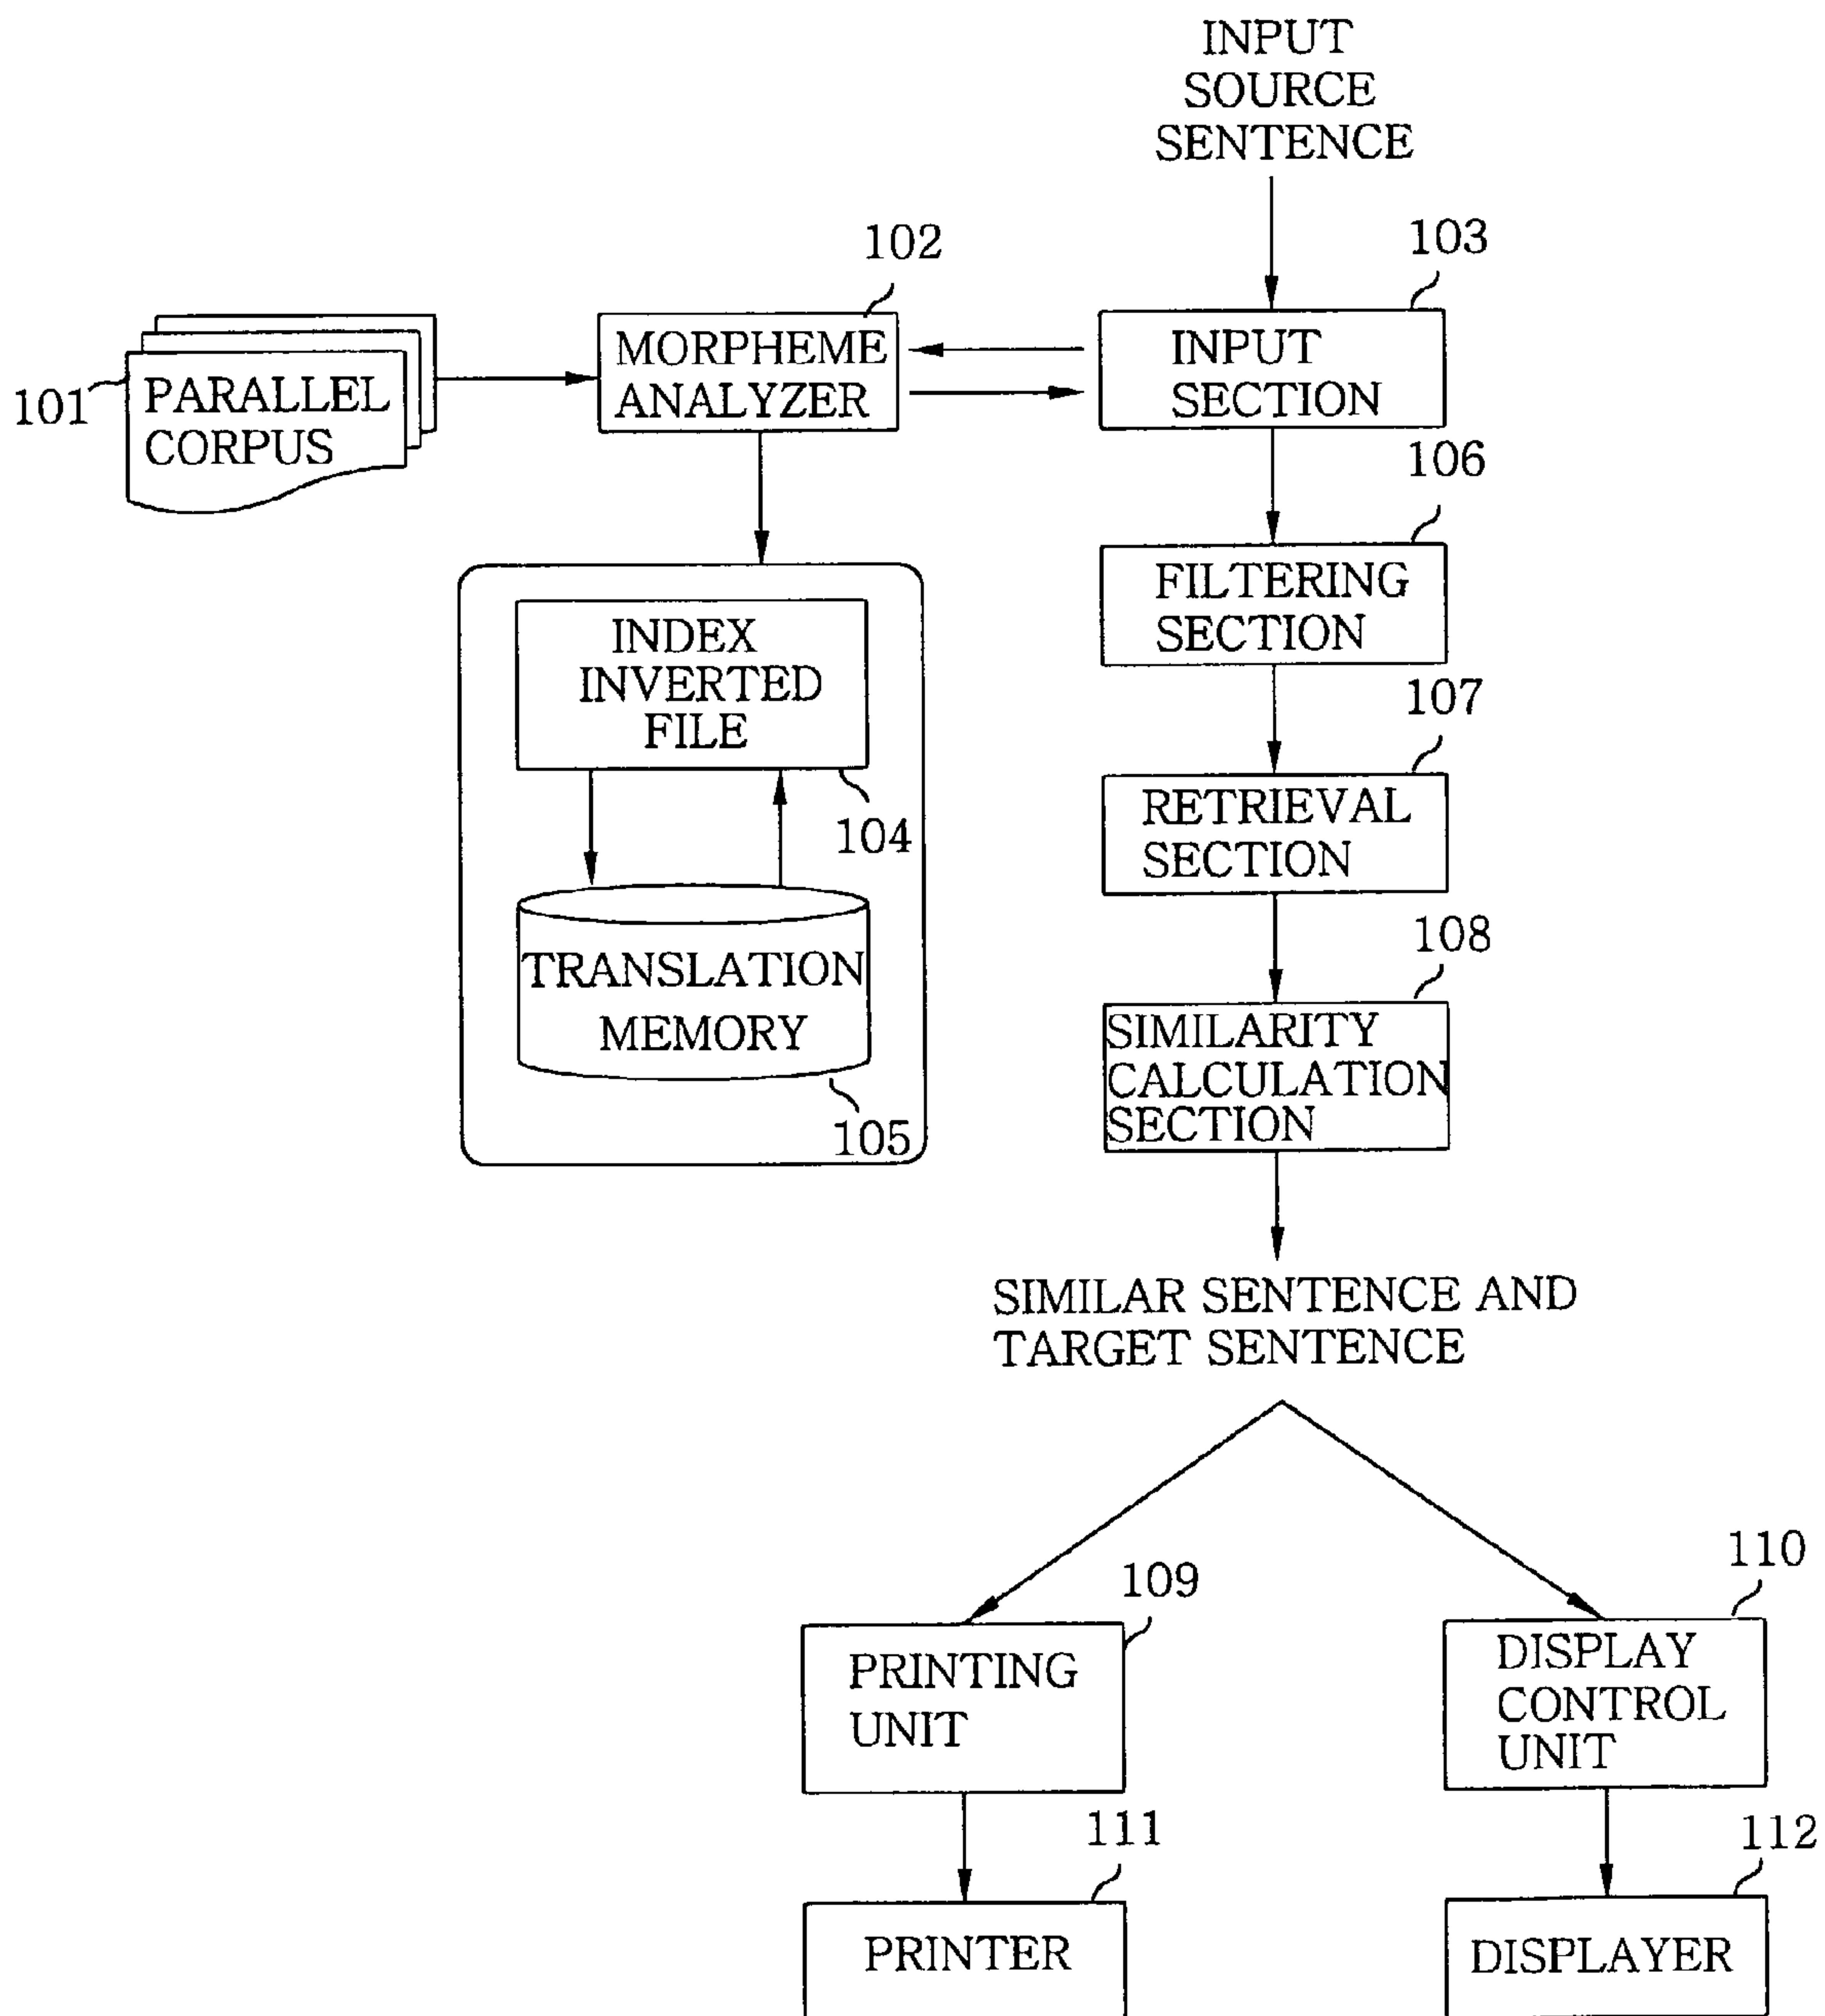 INPUT
SOURCE
SENTENCE
102
103
101
PARALLEL
CORPUS
MORPHEME
ANALYZER
INPUT
SECTION
106
FILTERING
SECTION
INDEX
INVERTED
FILE
104
107
RETRIEVAL
SECTION
TRANSLATION
MEMORY
105
108
SIMILARITY
CALCULATION
SECTION
SIMILAR SENTENCE AND
TARGET SENTENCE
109
110
PRINTING
UNIT
DISPLAY
CONTROL
UNIT
111
112
PRINTER
DISPLAYER